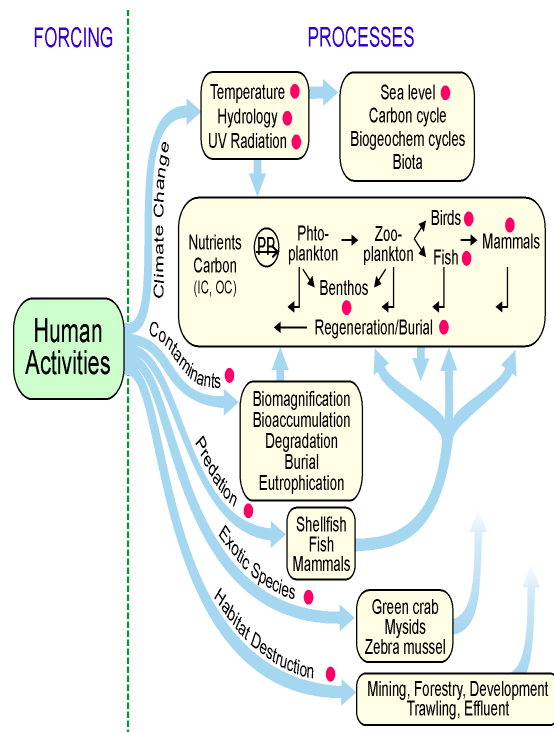 FORCING
PROCESSES
Temperature
Hydrology
UV Radiation
Sea level
Carbon cycle
Biogeochem cycles
Biota
Climate Change
Nutrients
Carbon
(IC, OC)
PP
Phto-
plankton
Zoo-
plankton
Birds
Fish
Mammals
Benthos
Regeneration/Burial
Human
Activities
Contaminants
Biomagnification
Bioaccumulation
Degradation
Burial
Eutrophication
Predation
Shellfish
Fish
Mammals
Exotic Species
Green crab
Mysids
Zebra mussel
Habitat Destruction
Mining, Forestry, Development
Trawling, Effluent